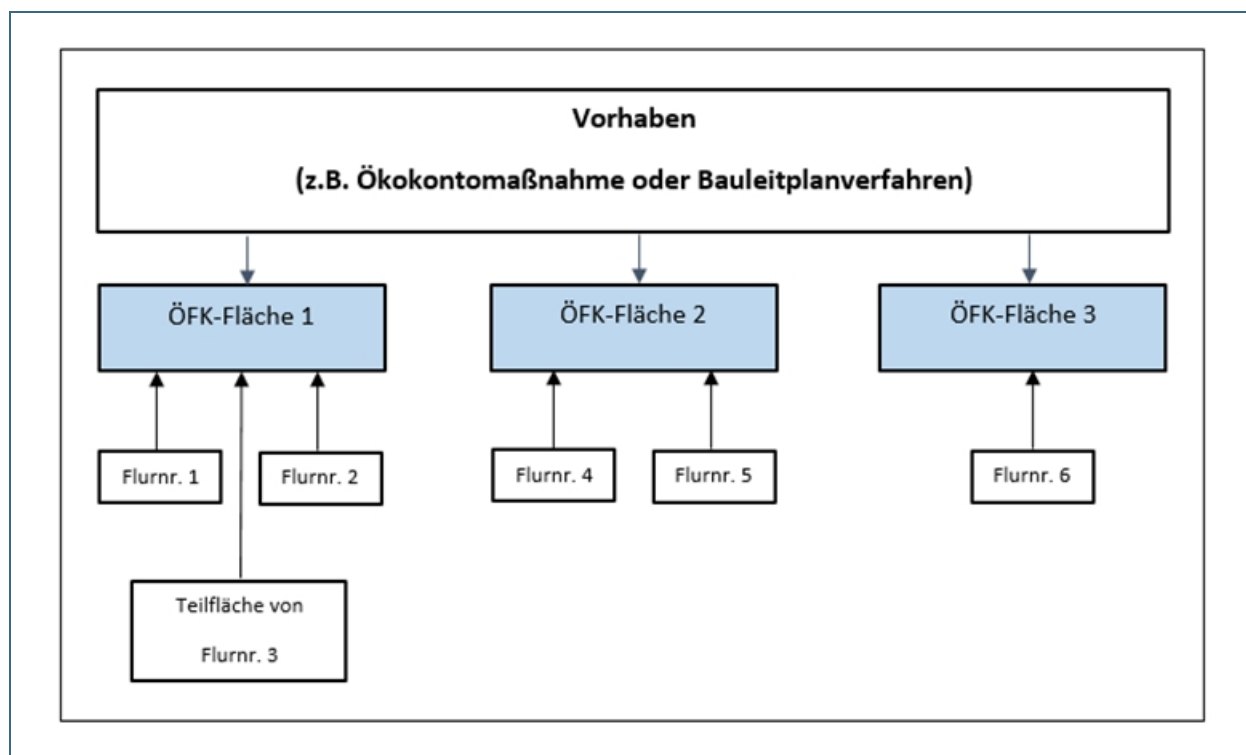 Vorhaben
(z.B. Ökokontomaßnahme oder Bauleitplanverfahren)
ÖFK-Fläche 1
ÖFK-Fläche 2
ÖFK-Fläche 3
Flurnr. 1
Flurnr. 2
Flurnr. 4
Flurnr. 5
Flurnr. 6
Teilfläche von
Flurnr. 3